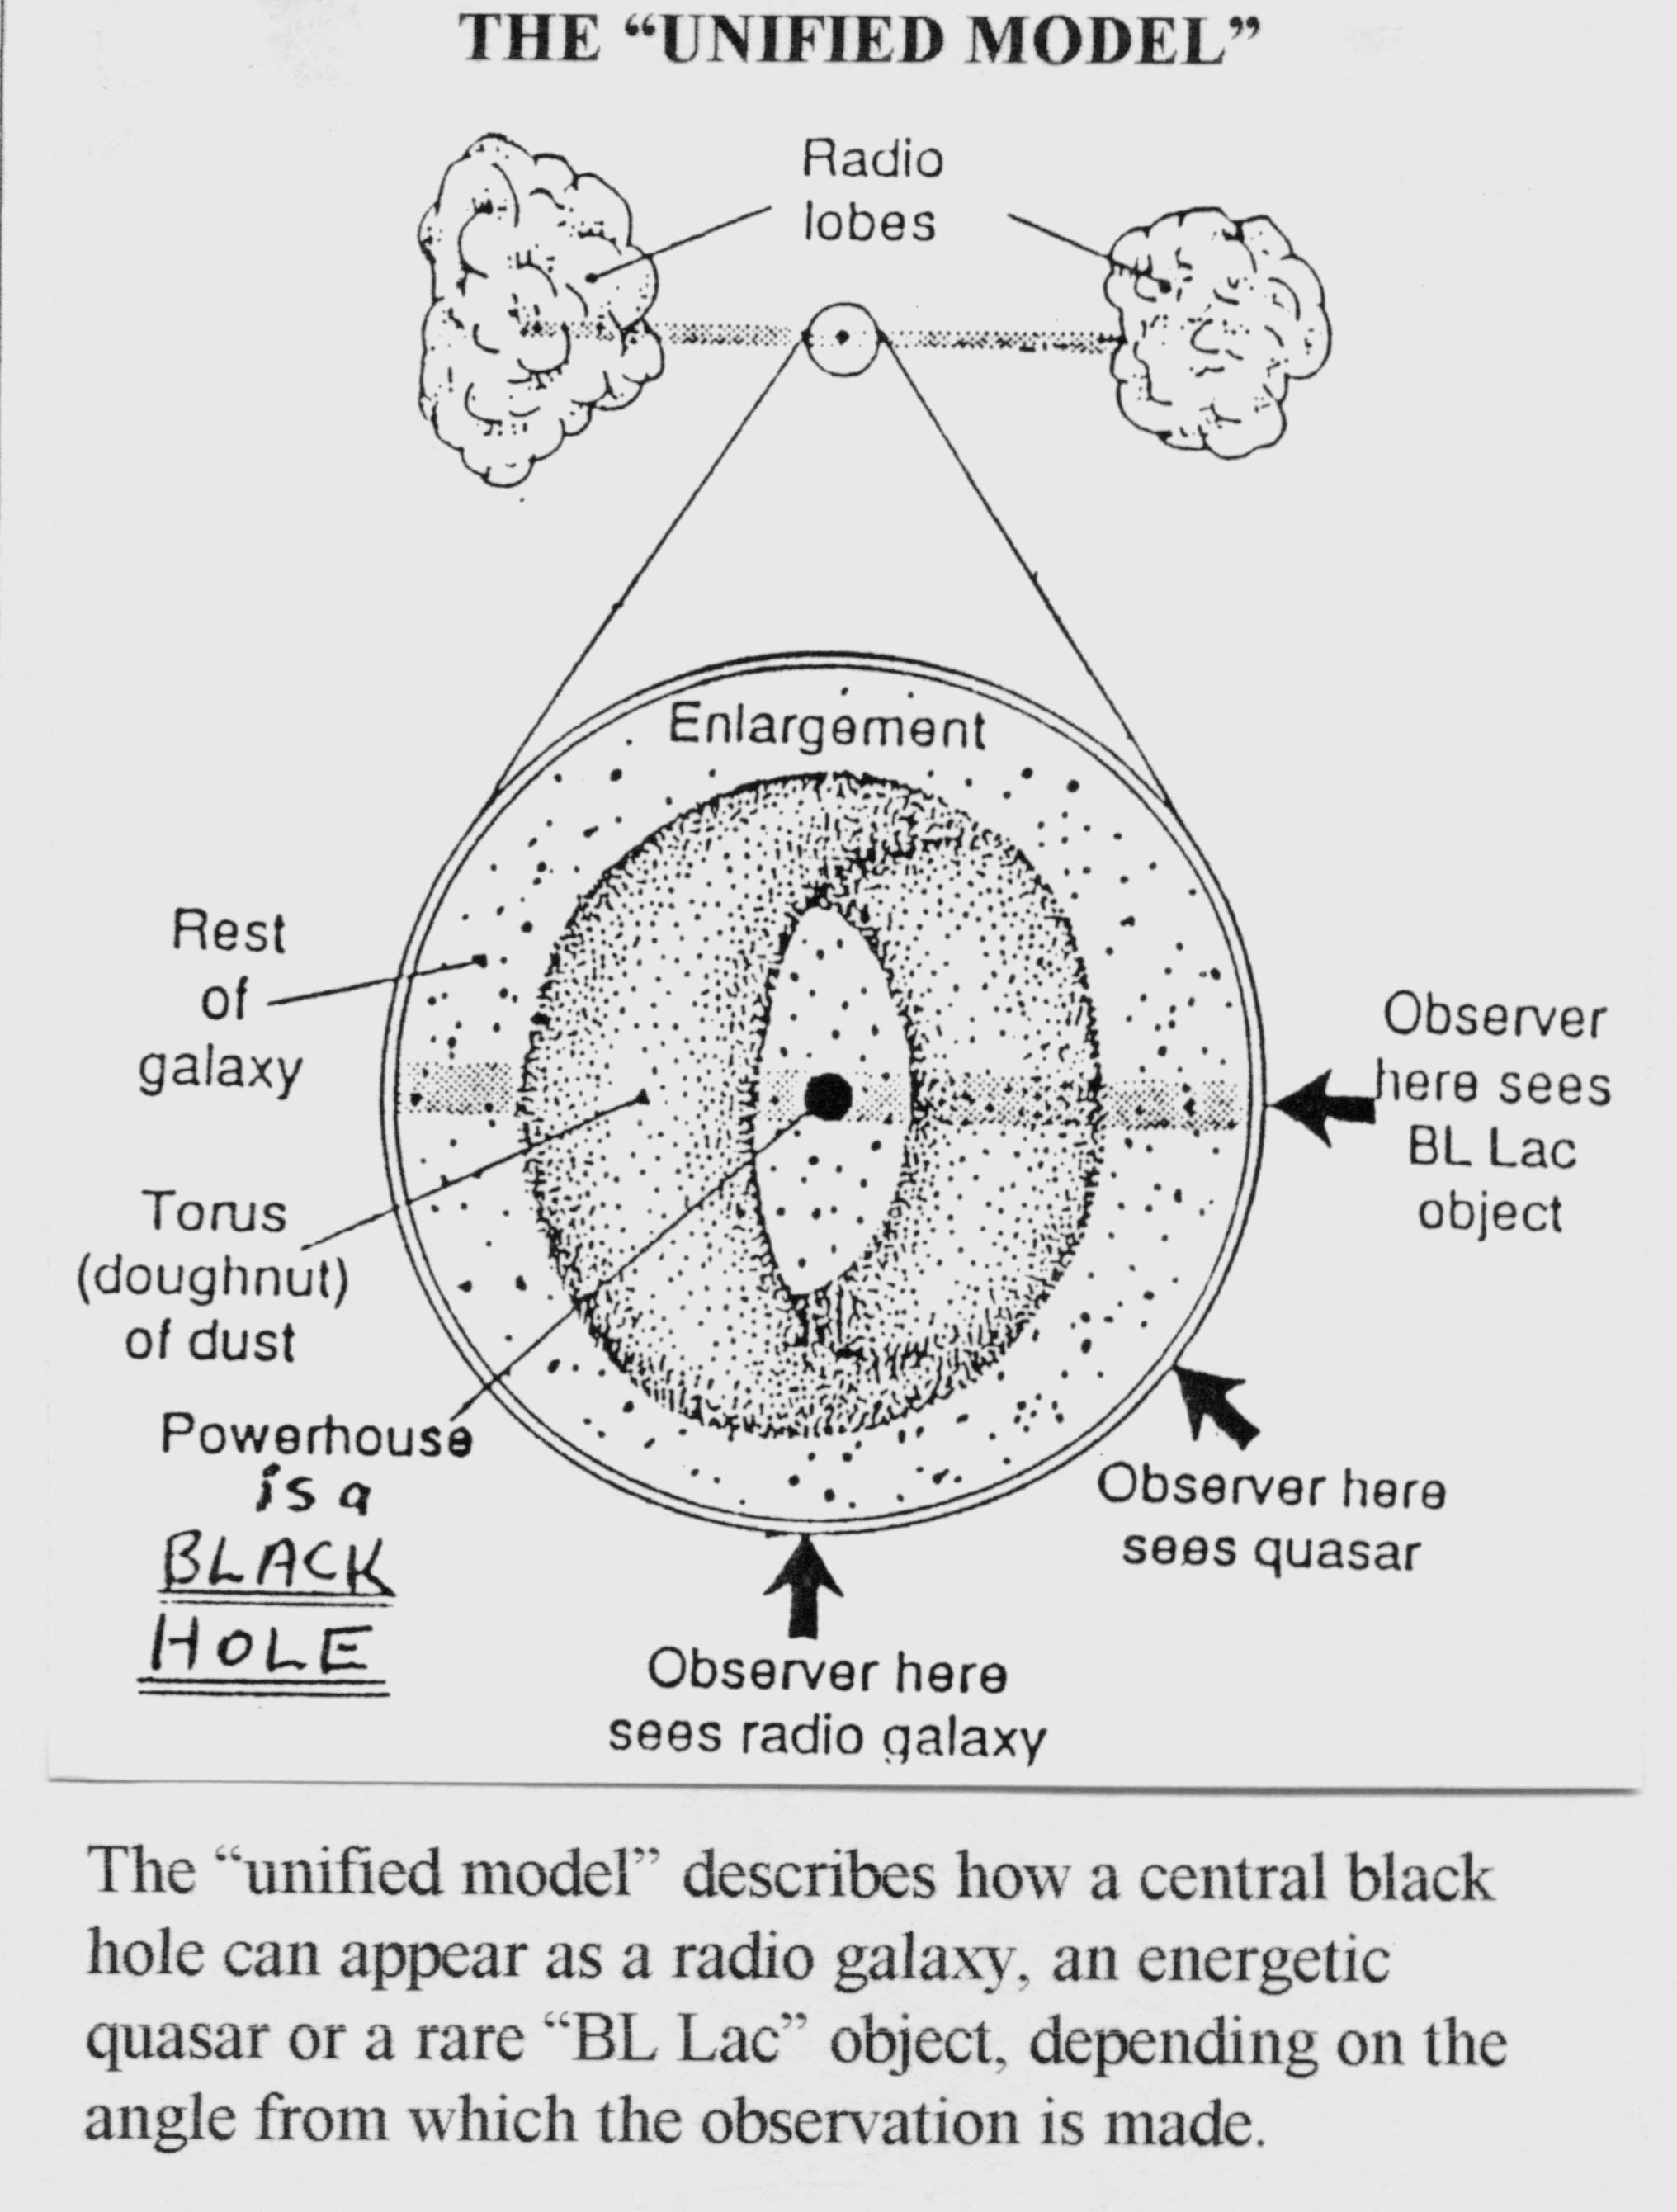 THE “UNIFIED MODEL”
Radio
lobes
Enlargement
Rest
of
galaxy
Observer
here sees
BL Lac
object
Torus
(doughnut)
of dust
Powerhouse
is a
BLACK
HOLE
Observer here
sees quasar
Observer here
sees radio galaxy
The “unified model” describes how a central black
hole can appear as a radio galaxy, an energetic
quasar or a rare “BL Lac” object, depending on the
angle from which the observation is made.